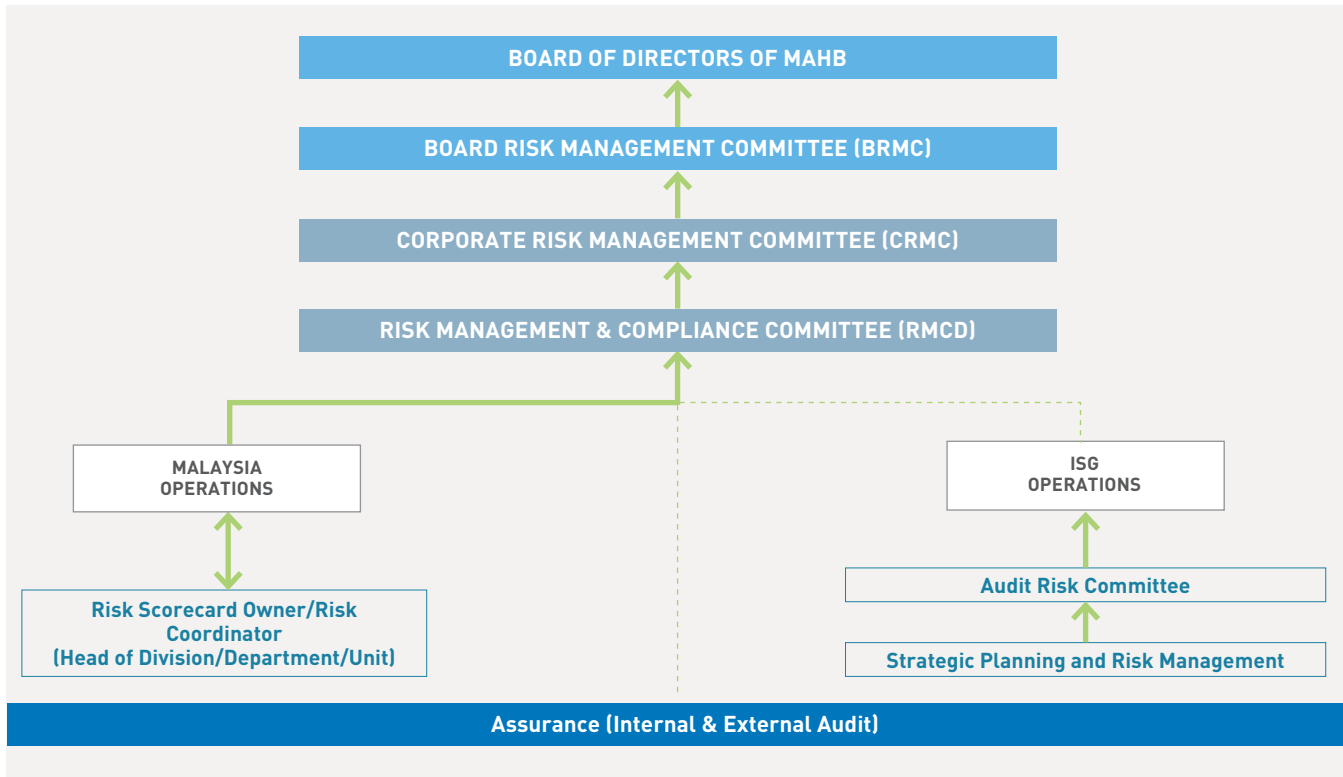 BOARD OF DIRECTORS OF MAHB
BOARD RISK MANAGEMENT COMMITTEE (BRMC)
CORPORATE RISK MANAGEMENT COMMITTEE (CRMC)
RISK MANAGEMENT & COMPLIANCE COMMITTEE (RMCD)
MALAYSIA
OPERATIONS
ISG
OPERATIONS
Risk Scorecard Owner/Risk
Coordinator
(Head of Division/Department/Unit)
Audit Risk Committee
Strategic Planning and Risk Management
Assurance (Internal & External Audit)